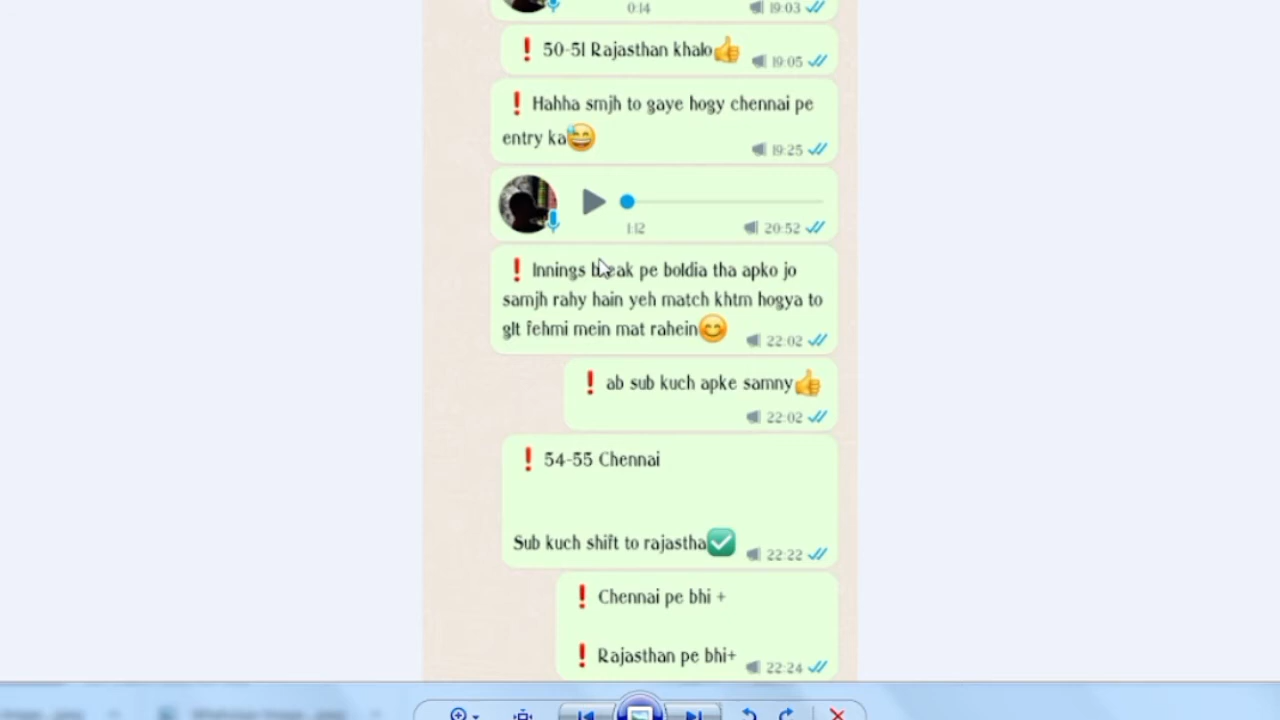 0:14 19:03
❗ 50-51 Rajasthan khalo👍 19:05
❗ Hahha smjh to gaye hogy chennai pe
entry ka😅 19:25
1:12 20:52
❗ Innings break pe boldia tha apko jo
samjh rahy hain yeh match khtm hogya to
glt fehmi mein mat rahein😊 22:02
❗ ab sub kuch apke samny👍
22:02
❗ 54-55 Chennai
Sub kuch shift to rajastha✅ 22:22
❗ Chennai pe bhi +
❗ Rajasthan pe bhi+ 22:24